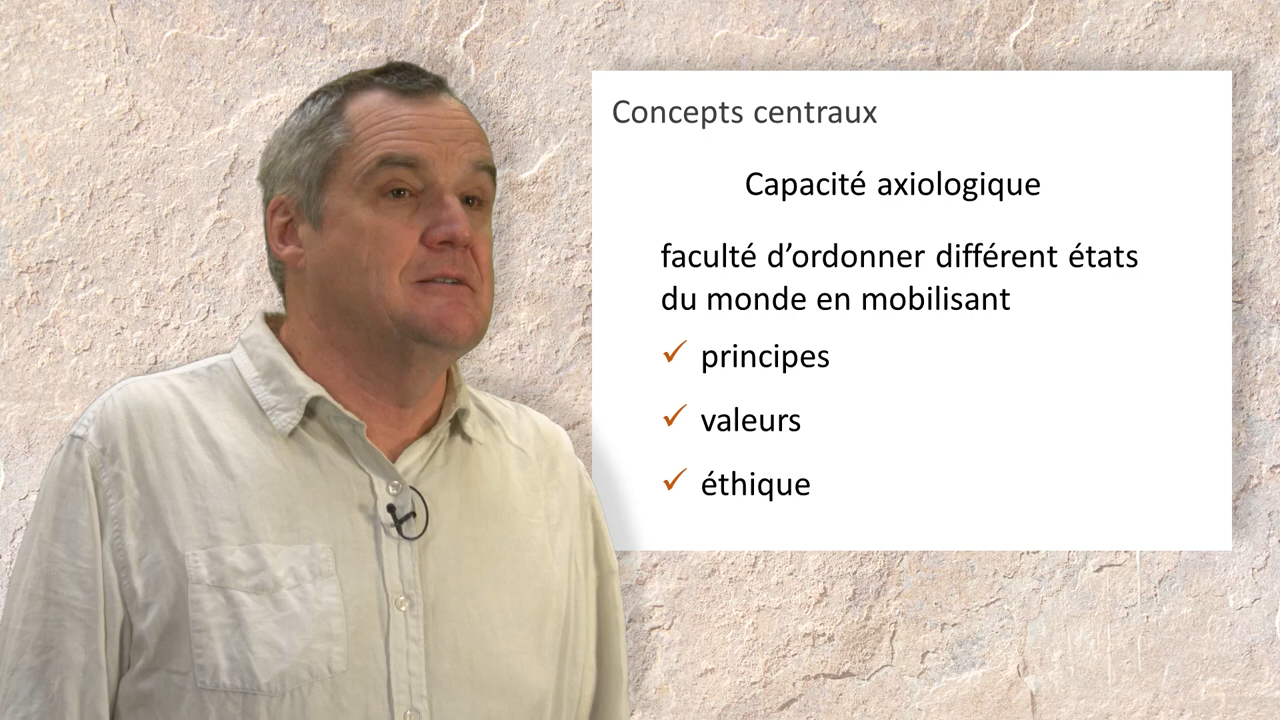 Concepts centraux
Capacité axiologique
faculté d’ordonner différent états
du monde en mobilisant
✓ principes
✓ valeurs
✓ éthique